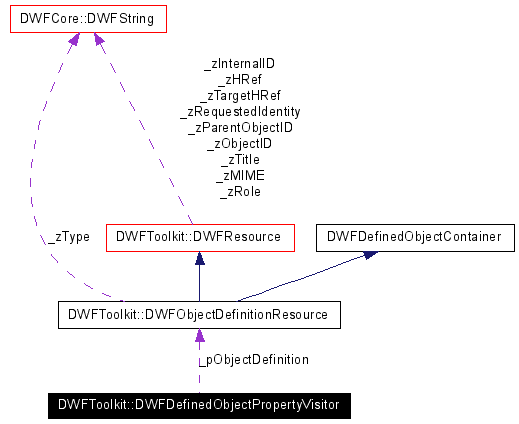 DWFCore::DWFString
_zInternalID
_zHRef
_zTargetHRef
_zRequestedIdentity
_zParentObjectID
_zObjectID
_zTitle
_zMIME
_zRole
_zType
DWFToolkit::DWFResource
DWFDefinedObjectContainer
DWFToolkit::DWFObjectDefinitionResource
_pObjectDefinition
DWFToolkit::DWFDefinedObjectPropertyVisitor